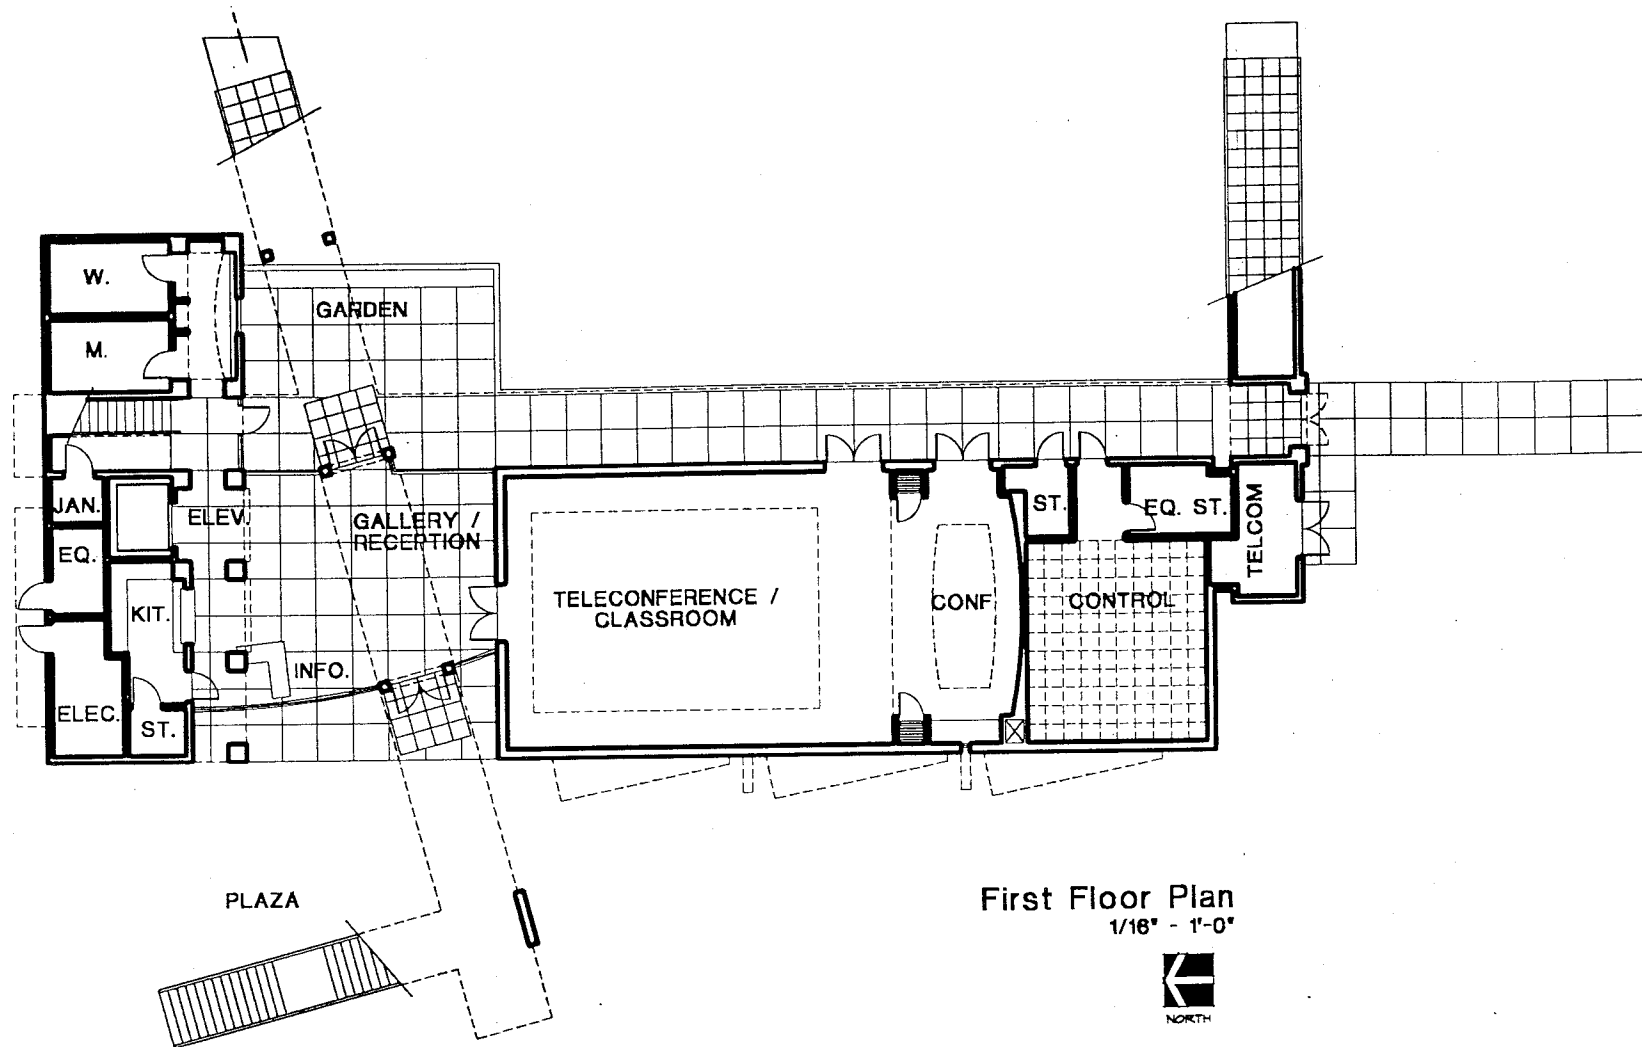 W.
GARDEN
M.
JAN.
ELEV.
GALLERY /
RECEPTION
ST.
EQ. ST.
TELCOM
EQ.
KIT.
TELECONFERENCE /
CLASSROOM
CONF
CONTROL
INFO.
ELEC.
ST.
PLAZA
First Floor Plan
1/16" - 1'-0"
NORTH